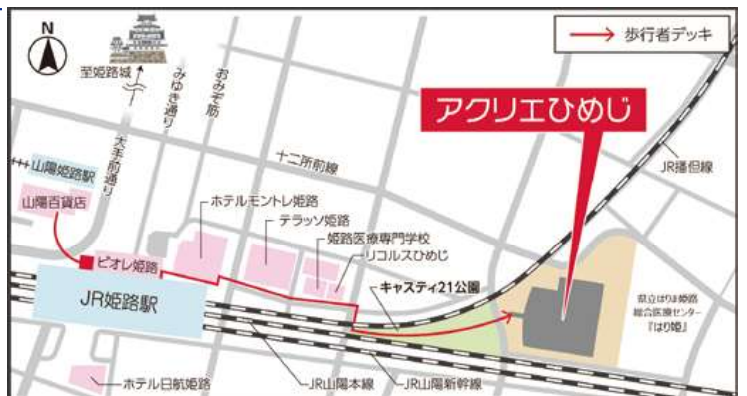 N
歩行者デッキ
至姫路城
みゆき通り
おみぞ筋
大手前通り
アクリエひめじ
十二所前線
JR播但線
山陽姫路駅
山陽百貨店
ホテルモントレ姫路
テラッソ姫路
姫路医療専門学校
リコルスひめじ
ピオレ姫路
キャスティ21公園
JR姫路駅
県立はりま姫路
総合医療センター
『はり姫』
ホテル日航姫路
JR山陽本線
JR山陽新幹線